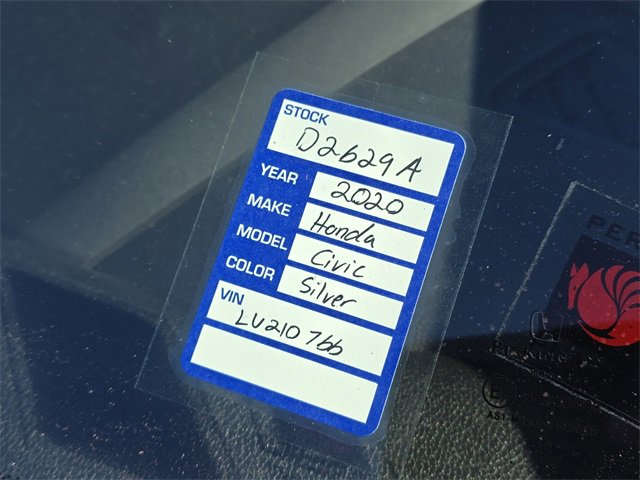 STOCK
D2629A
YEAR 2020
MAKE Honda
MODEL Civic
COLOR Silver
VIN
LU210766